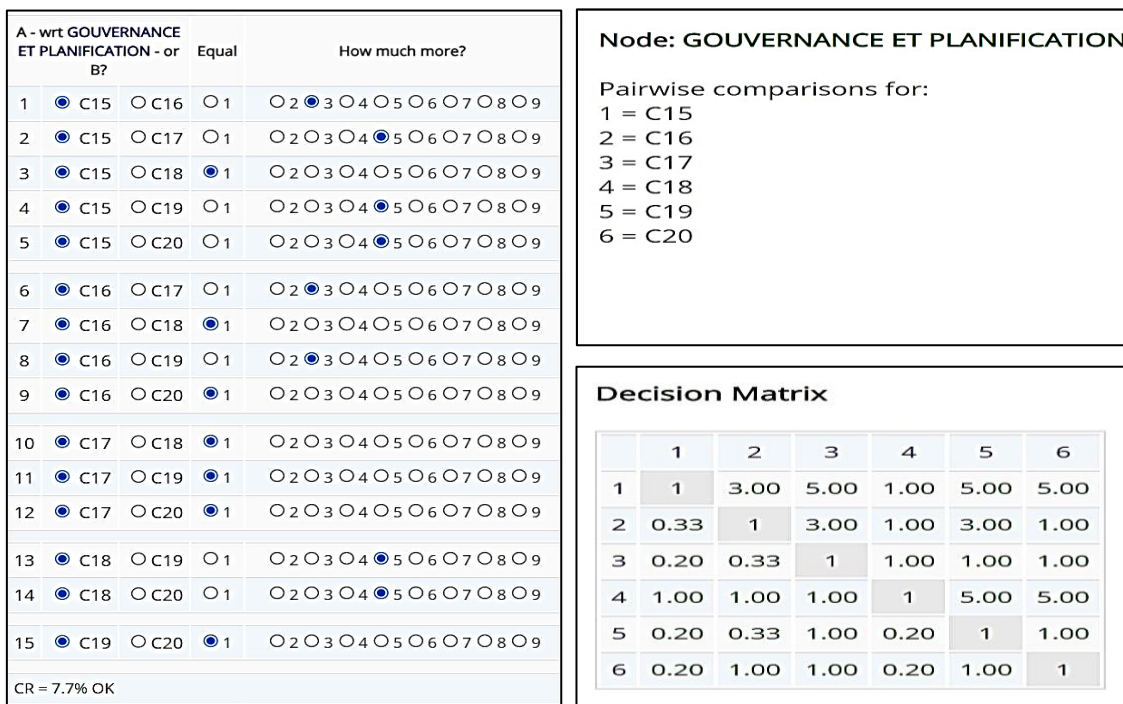 A - wrt GOUVERNANCE
ET PLANIFICATION - or
B?
Equal
How much more?
1 C15 C16 1 2 3 4 5 6 7 8 9
2 C15 C17 1 2 3 4 5 6 7 8 9
3 C15 C18 1 2 3 4 5 6 7 8 9
4 C15 C19 1 2 3 4 5 6 7 8 9
5 C15 C20 1 2 3 4 5 6 7 8 9
6 C16 C17 1 2 3 4 5 6 7 8 9
7 C16 C18 1 2 3 4 5 6 7 8 9
8 C16 C19 1 2 3 4 5 6 7 8 9
9 C16 C20 1 2 3 4 5 6 7 8 9
10 C17 C18 1 2 3 4 5 6 7 8 9
11 C17 C19 1 2 3 4 5 6 7 8 9
12 C17 C20 1 2 3 4 5 6 7 8 9
13 C18 C19 1 2 3 4 5 6 7 8 9
14 C18 C20 1 2 3 4 5 6 7 8 9
15 C19 C20 1 2 3 4 5 6 7 8 9
CR = 7.7% OK
Node: GOUVERNANCE ET PLANIFICATION
Pairwise comparisons for:
1 = C15
2 = C16
3 = C17
4 = C18
5 = C19
6 = C20
Decision Matrix
1 2 3 4 5 6
1 1 3.00 5.00 1.00 5.00 5.00
2 0.33 1 3.00 1.00 3.00 1.00
3 0.20 0.33 1 1.00 1.00 1.00
4 1.00 1.00 1.00 1 5.00 5.00
5 0.20 0.33 1.00 0.20 1 1.00
6 0.20 1.00 1.00 0.20 1.00 1